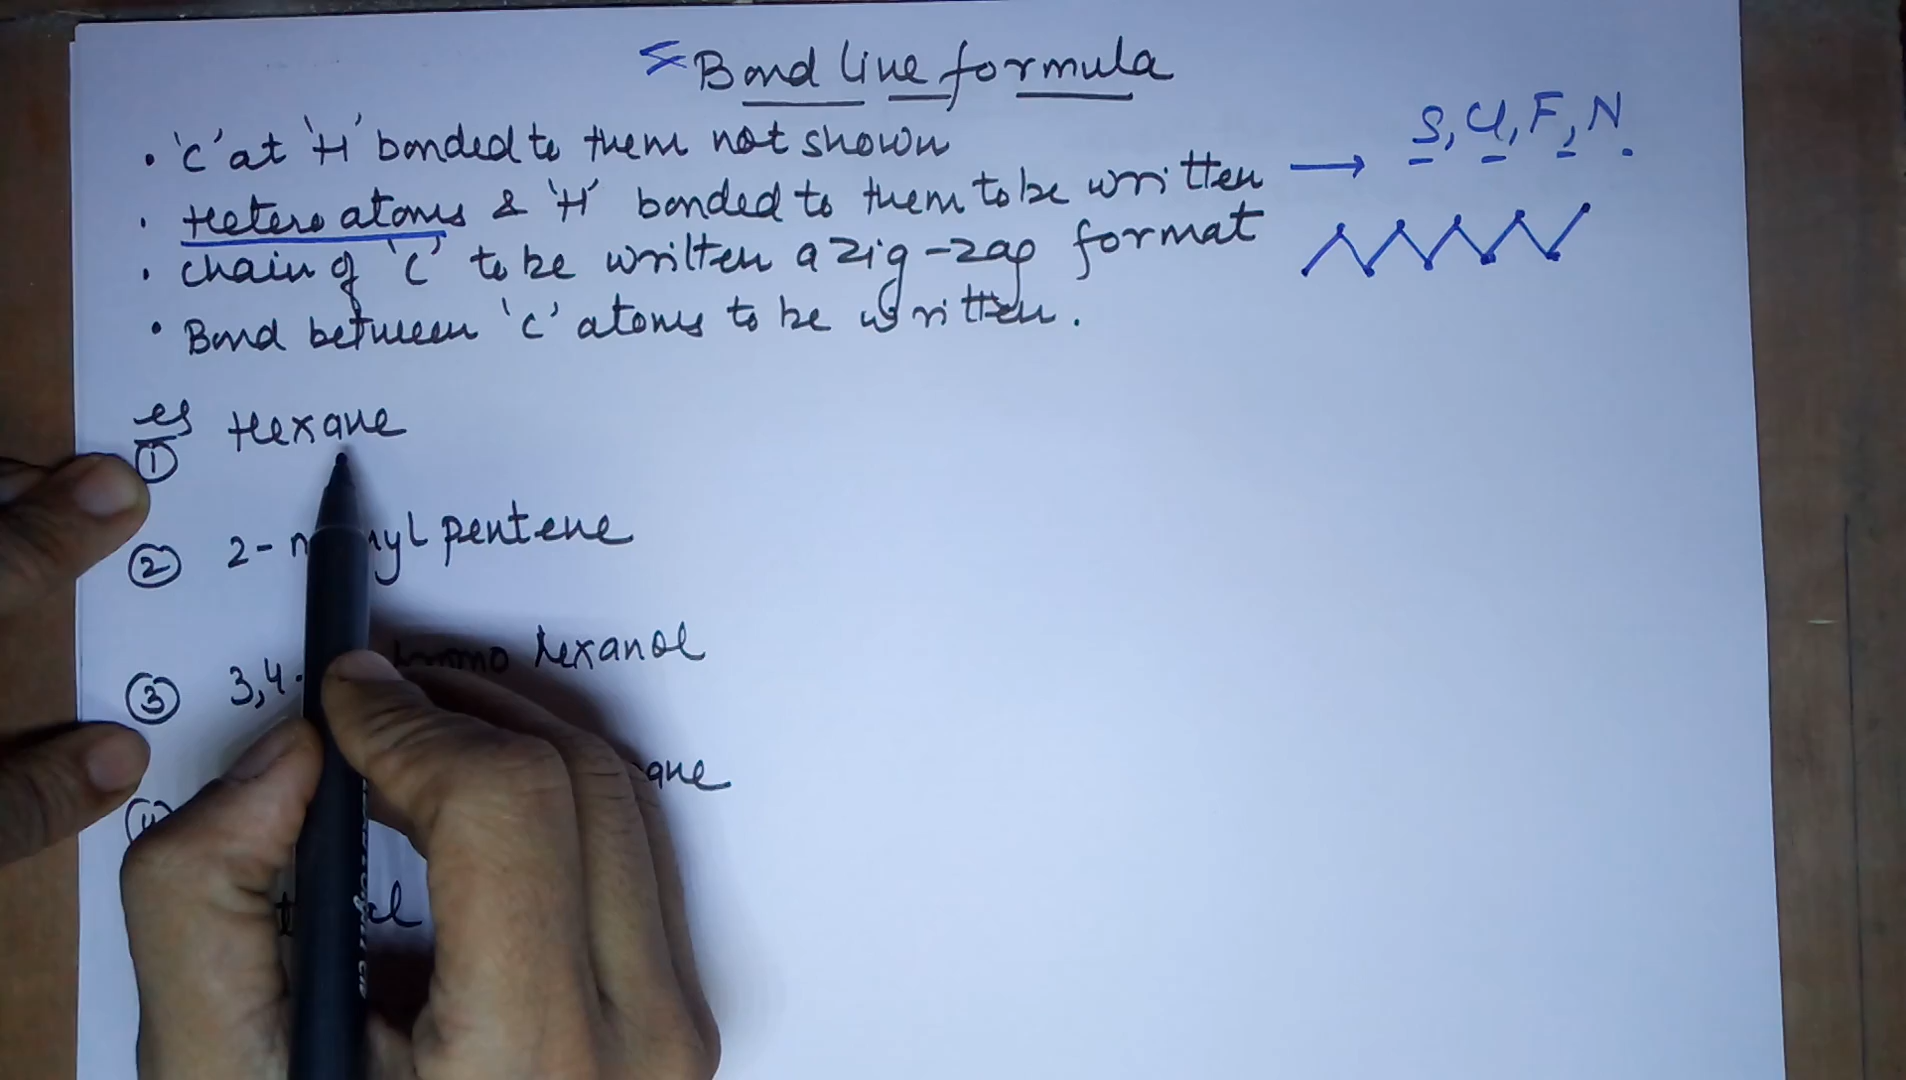 Bond line formula
• 'C' at 'H' bonded to them not shown
• Hetero atoms & 'H' bonded to them to be written → S, Cl, F, N
• chain of 'C' to be written a zig-zag format
• Bond between 'C' atoms to be written.
eg
① Hexane
② 2- pentene
③ 3,4- hexanol
④